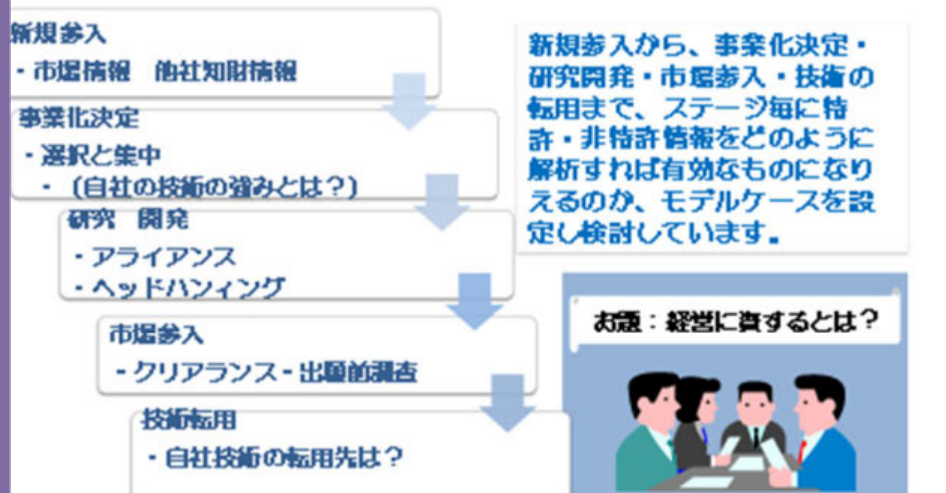 新規参入
・市場情報 他社知財情報
事業化決定
・選択と集中
・(自社の技術の強みとは?)
研究 開発
・アライアンス
・ヘッドハンィング
市場参入
・クリアランス・出願前調査
技術転用
・自社技術の転用先は?
新規参入から、事業化決定・
研究開発・市場参入・技術の
転用まで、ステージ毎に特
許・非特許情報をどのように
解析すれば有効なものになり
えるのか、モデルケースを設
定し検討しています。
お題:経営に資するとは?